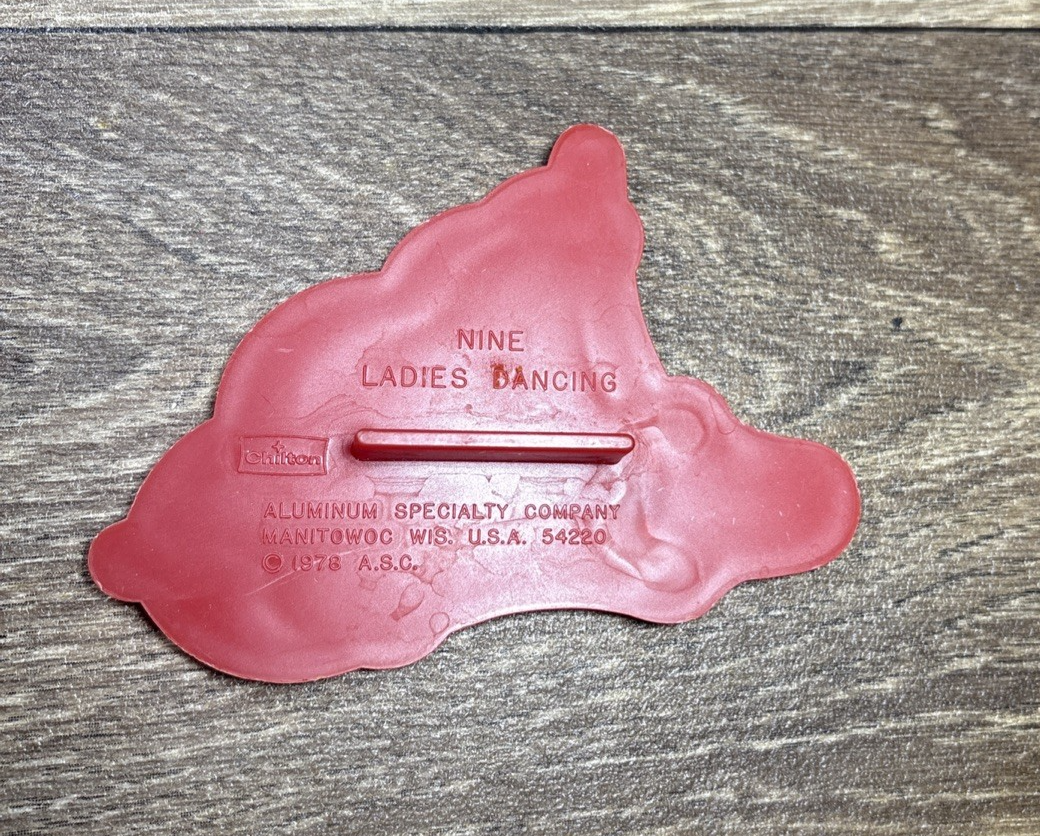 NINE
LADIES DANCING
Chilton
ALUMINUM SPECIALTY COMPANY
MANITOWOC WIS. U.S.A. 54220
© 1978 A.S.C.